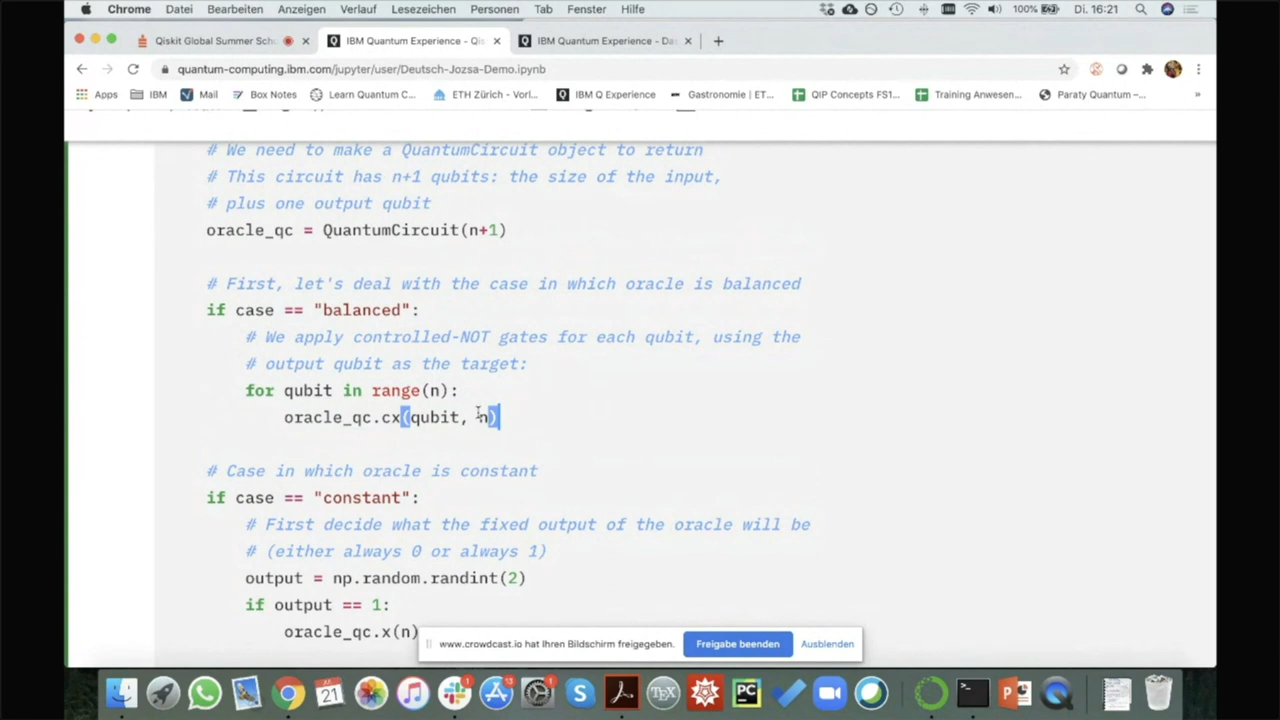 Chrome Datei Bearbeiten Anzeigen Verlauf Lesezeichen Personen Tab Fenster Hilfe 100% Di. 16:21
Qiskit Global Summer Sch IBM Quantum Experience - Qis IBM Quantum Experience - Da
quantum-computing.ibm.com/jupyter/user/Deutsch-Jozsa-Demo.ipynb
Apps IBM Mail Box Notes Learn Quantum C... ETH Zürich - Vorl... IBM Q Experience Gastronomie | ET... QIP Concepts FS1... Training Anwesen... Paraty Quantum –... »
# We need to make a QuantumCircuit object to return
# This circuit has n+1 qubits: the size of the input,
# plus one output qubit
oracle_qc = QuantumCircuit(n+1)
# First, let's deal with the case in which oracle is balanced
if case == "balanced":
# We apply controlled-NOT gates for each qubit, using the
# output qubit as the target:
for qubit in range(n):
oracle_qc.cx(qubit, n)
# Case in which oracle is constant
if case == "constant":
# First decide what the fixed output of the oracle will be
# (either always 0 or always 1)
output = np.random.randint(2)
if output == 1:
oracle_qc.x(n)
www.crowdcast.io hat Ihren Bildschirm freigegeben. Freigabe beenden Ausblenden
21 1 13 1 TEX PC